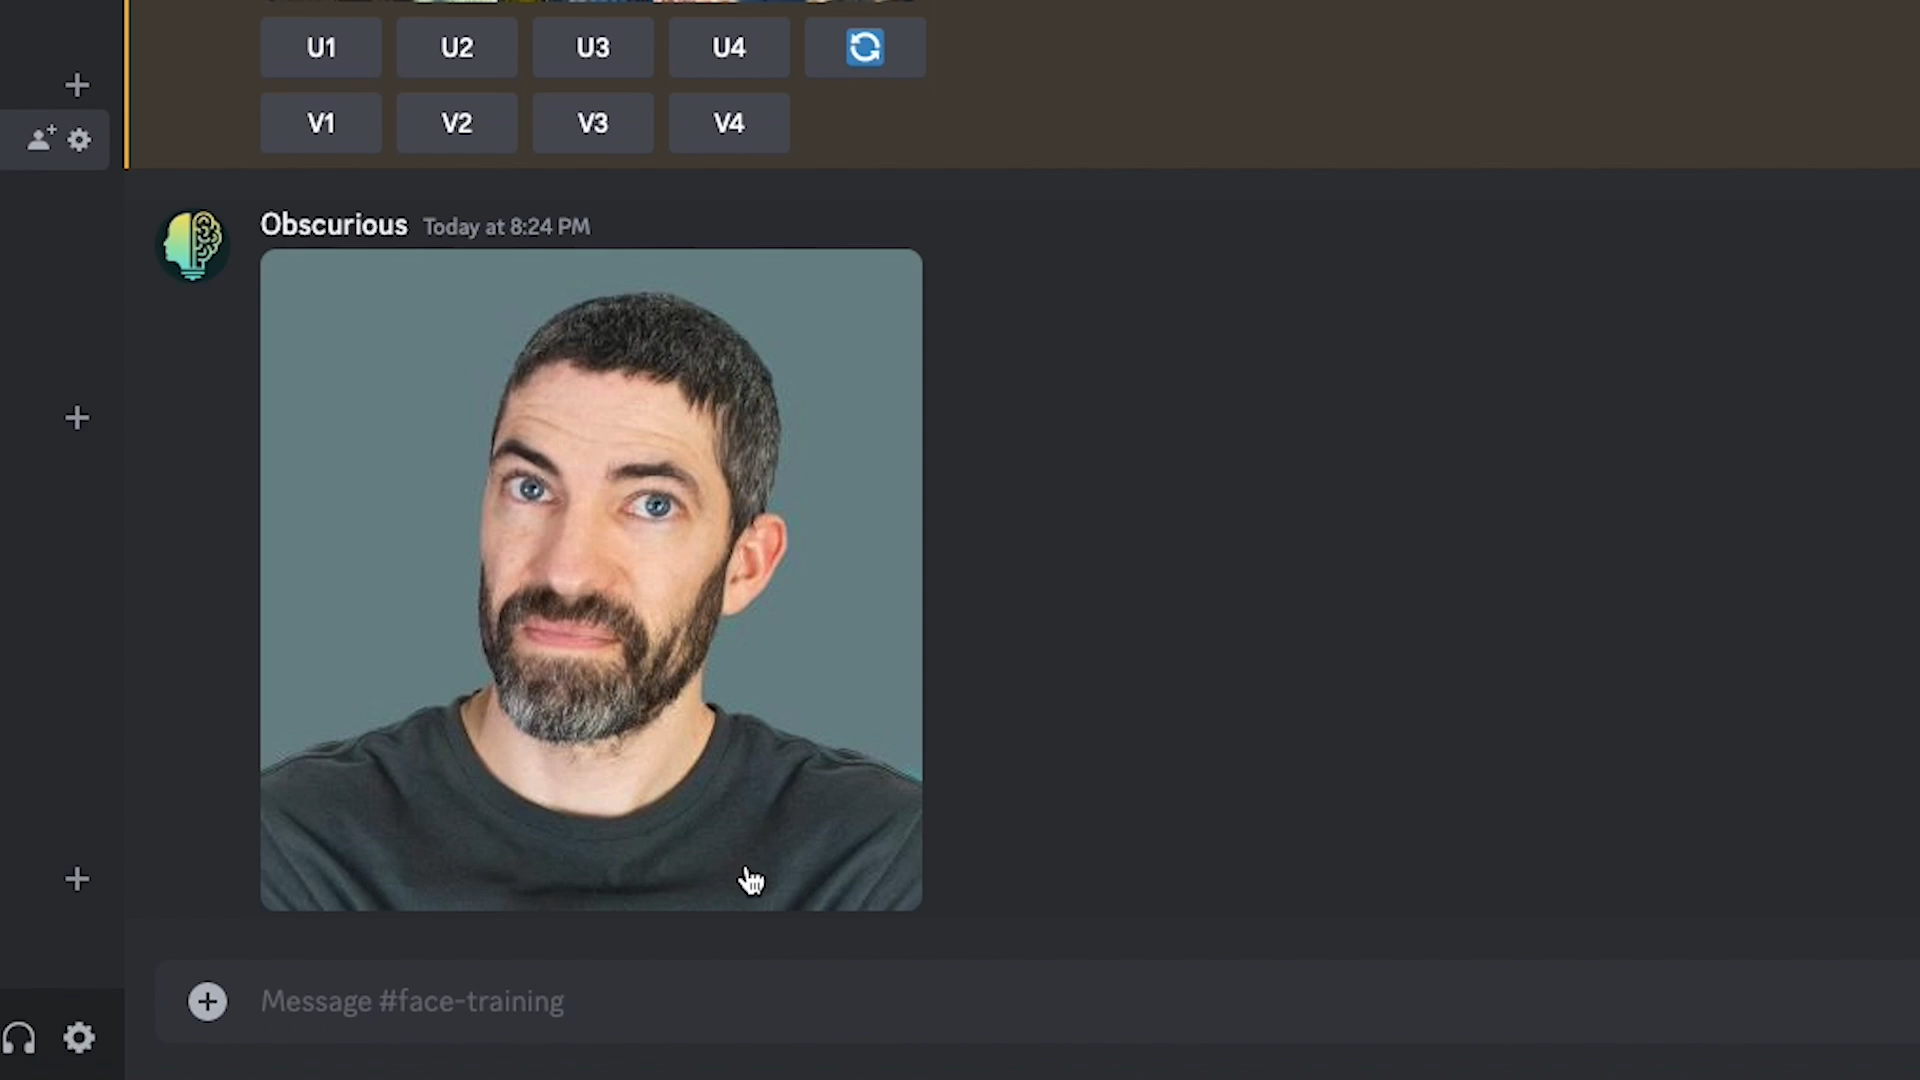 U1 U2 U3 U4
V1 V2 V3 V4
Obscurious Today at 8:24 PM
Message #face-training